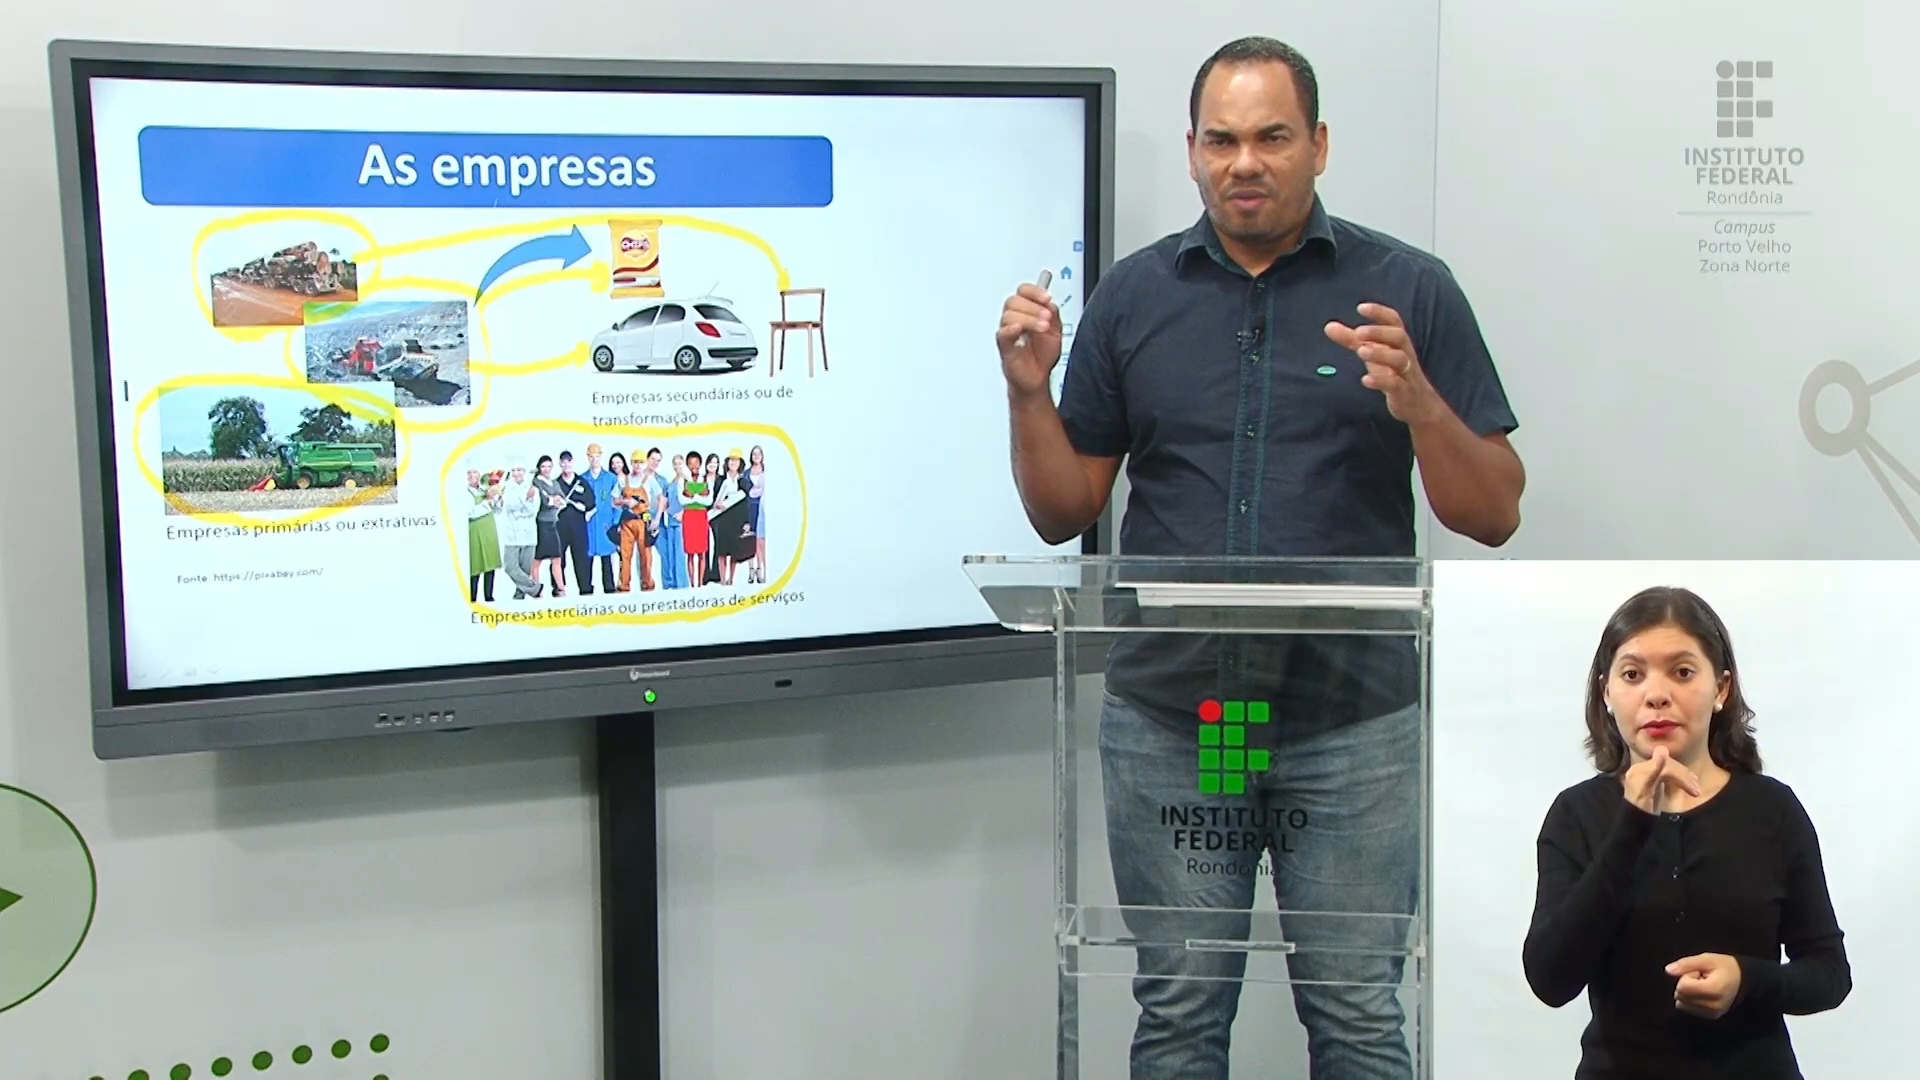 As empresas
CHIPS
Empresas secundárias ou de
transformação
Empresas primárias ou extrativas
Fonte: https://pixabay.com/
Empresas terciárias ou prestadoras de serviços
INSTITUTO
FEDERAL
Rondônia
Campus
Porto Velho
Zona Norte
INSTITUTO
FEDERAL
Rondônia